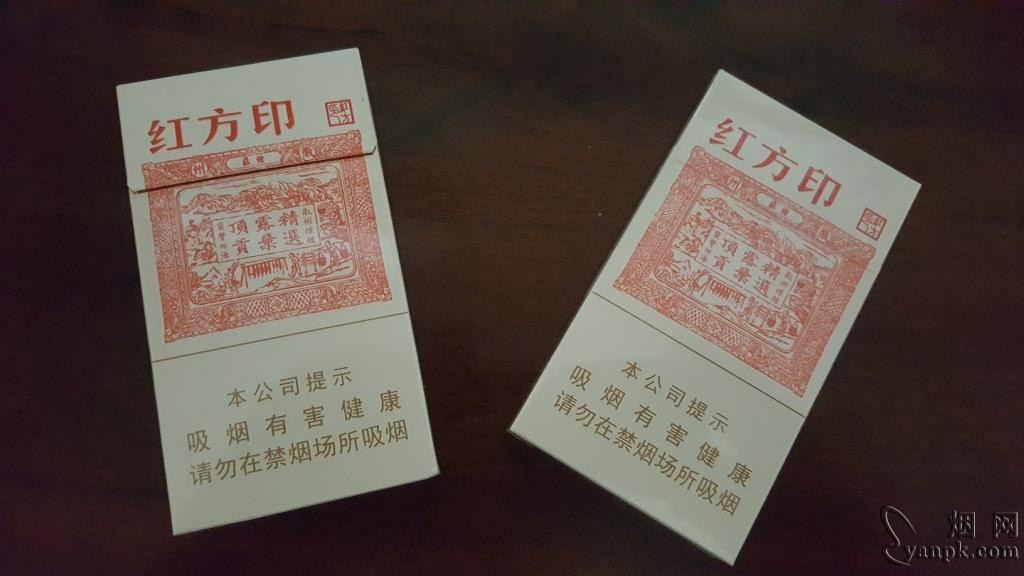 红方印
精選
露藁
頂貢
本公司提示
吸烟有害健康
请勿在禁烟场所吸烟
红方印
精選
露藁
頂貢
本公司提示
吸烟有害健康
请勿在禁烟场所吸烟
烟网
yanpk.com